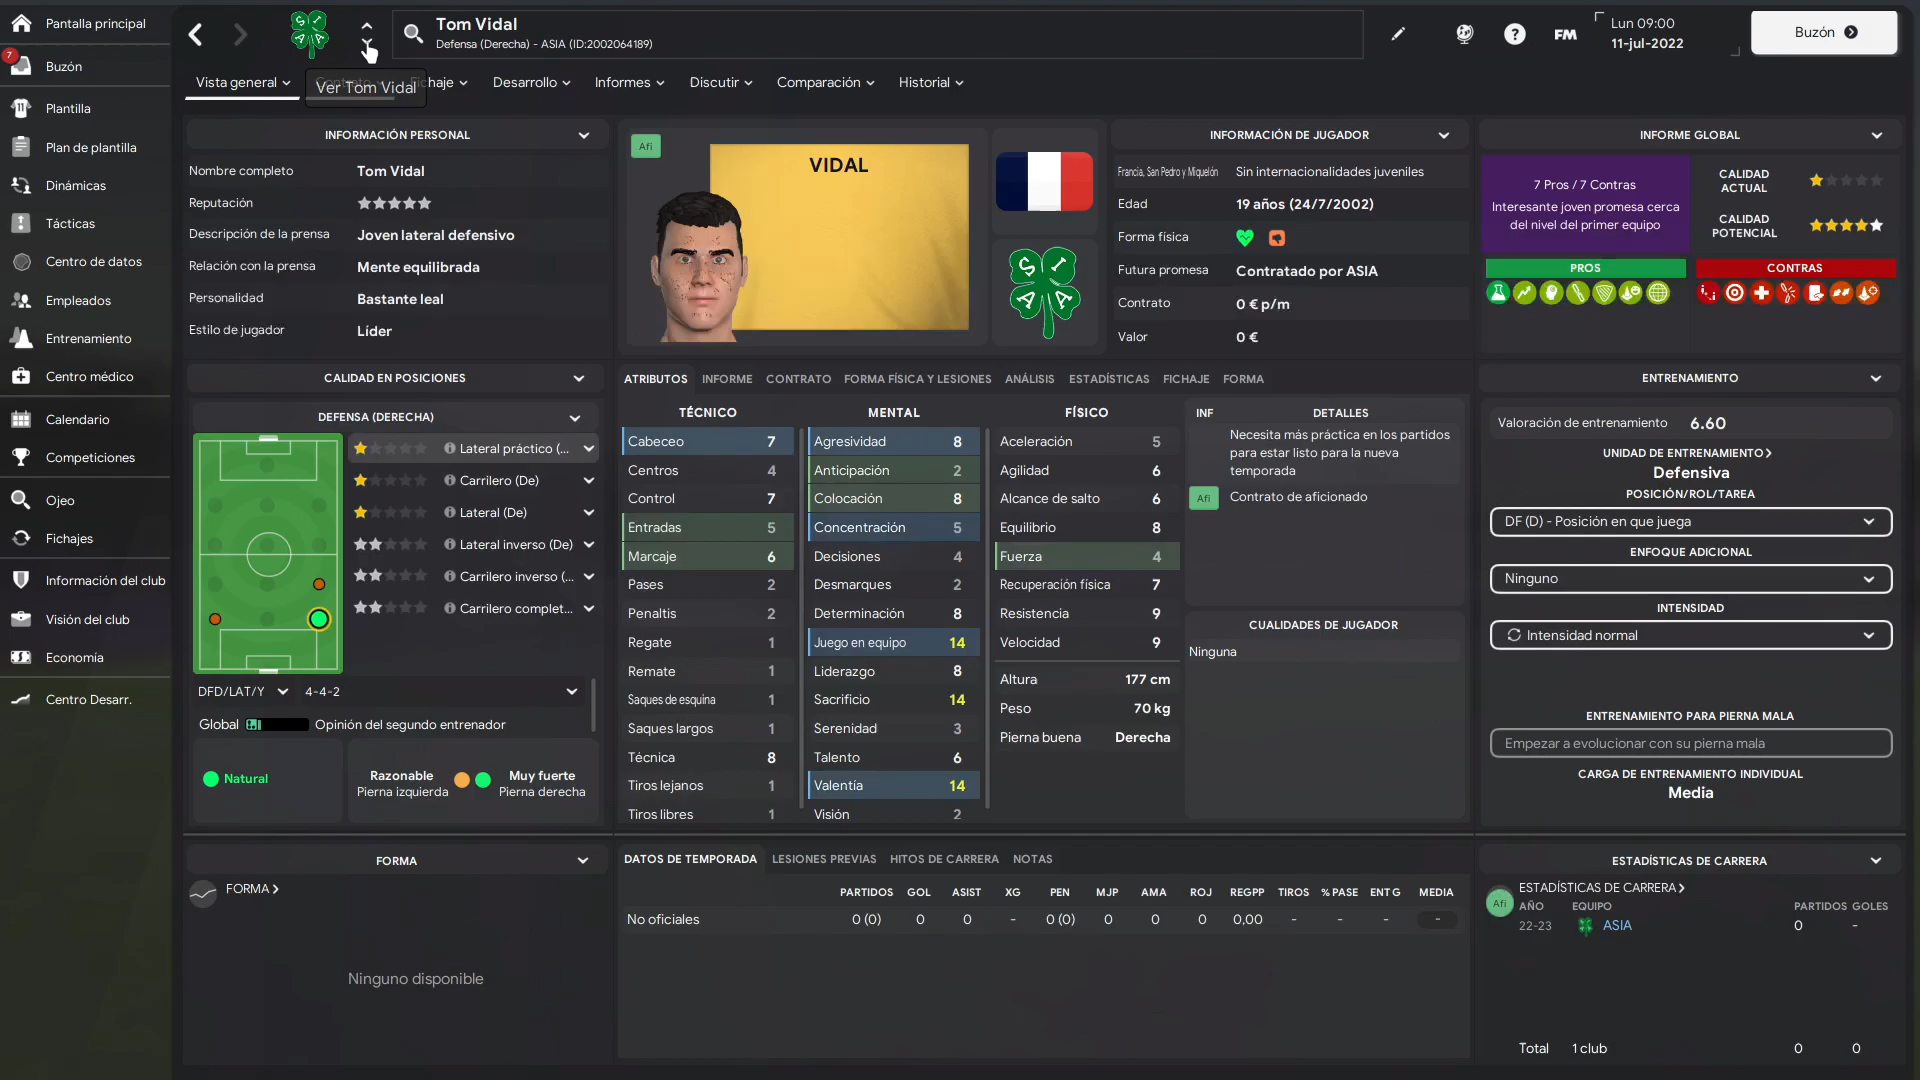 Pantalla principal
7
Buzón
Plantilla
Plan de plantilla
Dinámicas
Tácticas
Centro de datos
Empleados
Entrenamiento
Centro médico
Calendario
Competiciones
Ojeo
Fichajes
Información del club
Visión del club
Economía
Centro Desarr.
S I A A
Tom Vidal
Defensa (Derecha) - ASIA (ID:2002064189)
FM
Lun 09:00
11-jul-2022
Buzón
Vista general
Ver Tom Vidal
Desarrollo
Informes
Discutir
Comparación
Historial
INFORMACIÓN PERSONAL
Nombre completo Tom Vidal
Reputación
Descripción de la prensa Joven lateral defensivo
Relación con la prensa Mente equilibrada
Personalidad Bastante leal
Estilo de jugador Líder
Afi
VIDAL
S I A A
INFORMACIÓN DE JUGADOR
Francia, San Pedro y Miquelón Sin internacionalidades juveniles
Edad 19 años (24/7/2002)
Forma física
Futura promesa Contratado por ASIA
Contrato 0 € p/m
Valor 0 €
INFORME GLOBAL
7 Pros / 7 Contras
Interesante joven promesa cerca
del nivel del primer equipo
CALIDAD
ACTUAL
CALIDAD
POTENCIAL
PROS
CONTRAS
CALIDAD EN POSICIONES
DEFENSA (DERECHA)
Lateral práctico (...
Carrilero (De)
Lateral (De)
Lateral inverso (De)
Carrilero inverso (...
Carrilero complet...
DFD/LAT/Y 4-4-2
Global Opinión del segundo entrenador
Natural
Razonable
Pierna izquierda
Muy fuerte
Pierna derecha
ATRIBUTOS INFORME CONTRATO FORMA FÍSICA Y LESIONES ANÁLISIS ESTADÍSTICAS FICHAJE FORMA
TÉCNICO
Cabeceo 7
Centros 4
Control 7
Entradas 5
Marcaje 6
Pases 2
Penaltis 2
Regate 1
Remate 1
Saques de esquina 1
Saques largos 1
Técnica 8
Tiros lejanos 1
Tiros libres 1
MENTAL
Agresividad 8
Anticipación 2
Colocación 8
Concentración 5
Decisiones 4
Desmarques 2
Determinación 8
Juego en equipo 14
Liderazgo 8
Sacrificio 14
Serenidad 3
Talento 6
Valentía 14
Visión 2
FÍSICO
Aceleración 5
Agilidad 6
Alcance de salto 6
Equilibrio 8
Fuerza 4
Recuperación física 7
Resistencia 9
Velocidad 9
Altura 177 cm
Peso 70 kg
Pierna buena Derecha
INF DETALLES
Necesita más práctica en los partidos
para estar listo para la nueva
temporada
Afi Contrato de aficionado
CUALIDADES DE JUGADOR
Ninguna
ENTRENAMIENTO
Valoración de entrenamiento 6.60
UNIDAD DE ENTRENAMIENTO
Defensiva
POSICIÓN/ROL/TAREA
DF (D) - Posición en que juega
ENFOQUE ADICIONAL
Ninguno
INTENSIDAD
Intensidad normal
ENTRENAMIENTO PARA PIERNA MALA
Empezar a evolucionar con su pierna mala
CARGA DE ENTRENAMIENTO INDIVIDUAL
Media
FORMA
FORMA
Ninguno disponible
DATOS DE TEMPORADA LESIONES PREVIAS HITOS DE CARRERA NOTAS
PARTIDOS GOL ASIST XG PEN MJP AMA ROJ REGPP TIROS % PASE ENT G MEDIA
No oficiales 0 (0) 0 0 - 0 (0) 0 0 0 0,00 - - - -
ESTADÍSTICAS DE CARRERA
ESTADÍSTICAS DE CARRERA
Afi AÑO EQUIPO PARTIDOS GOLES
22-23 ASIA 0 -
Total 1 club 0 0